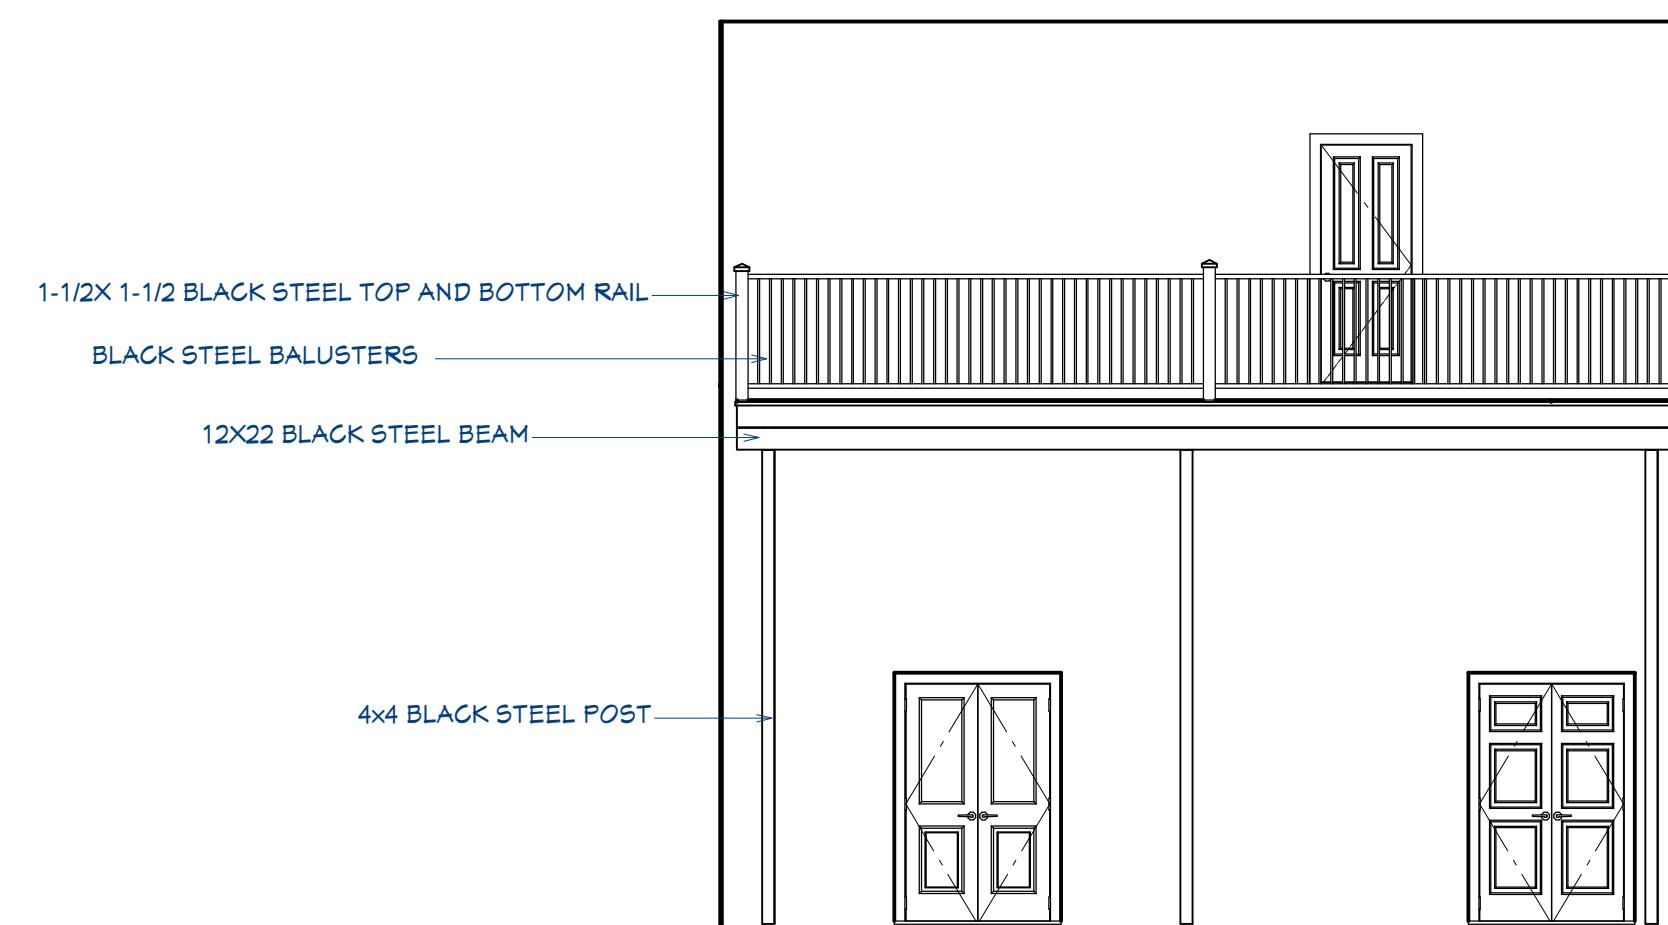 1-1/2X 1-1/2 BLACK STEEL TOP AND BOTTOM RAIL
BLACK STEEL BALUSTERS
12X22 BLACK STEEL BEAM
4x4 BLACK STEEL POST